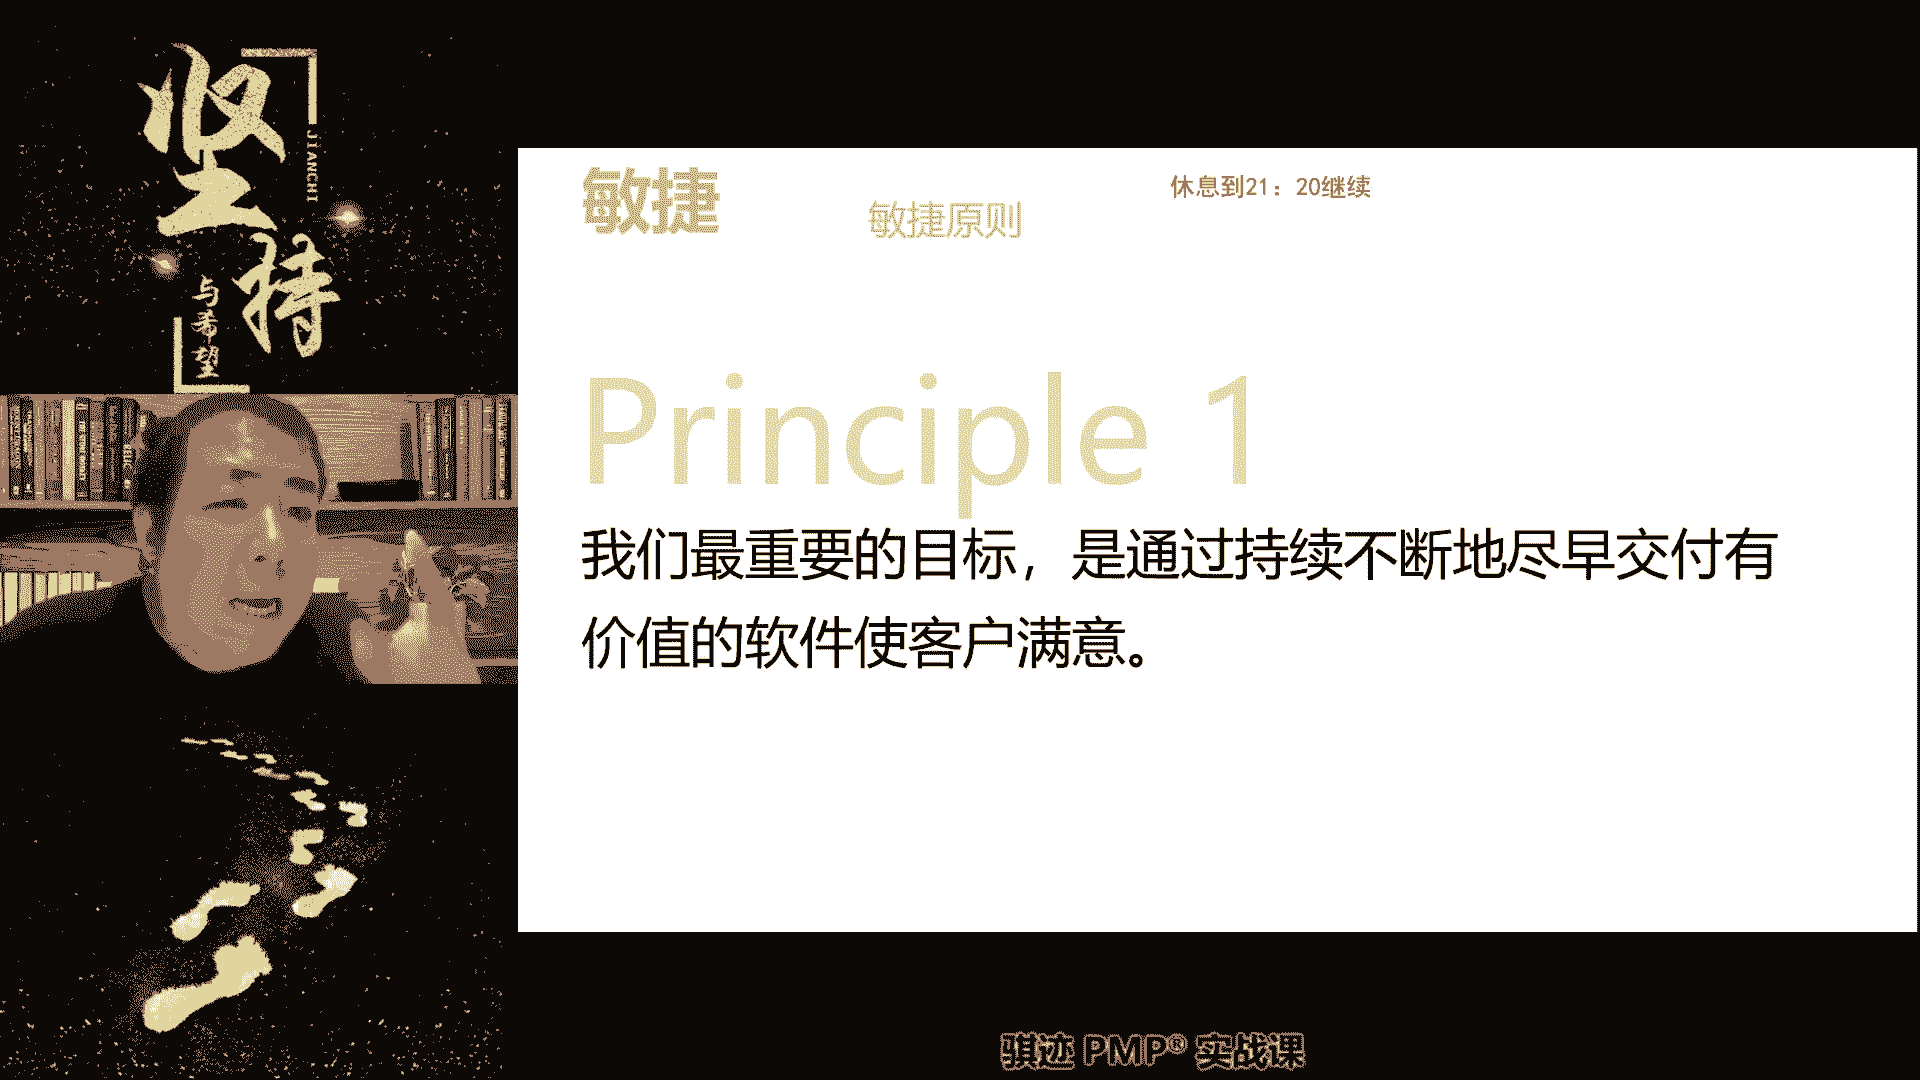 坚持
JIANCHI
与希望
敏捷
敏捷原则
休息到21：20继续
Principle 1
我们最重要的目标，是通过持续不断地尽早交付有
价值的软件使客户满意。
骐迹 PMP® 实战课